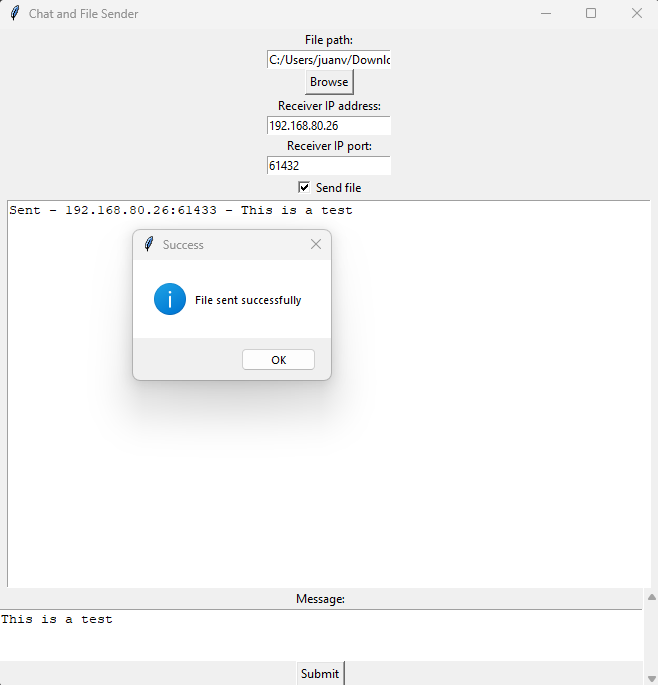 Chat and File Sender
File path:
C:/Users/juanv/Downlo
Browse
Receiver IP address:
192.168.80.26
Receiver IP port:
61432
Send file
Sent - 192.168.80.26:61433 - This is a test
Success
File sent successfully
OK
Message:
This is a test
Submit